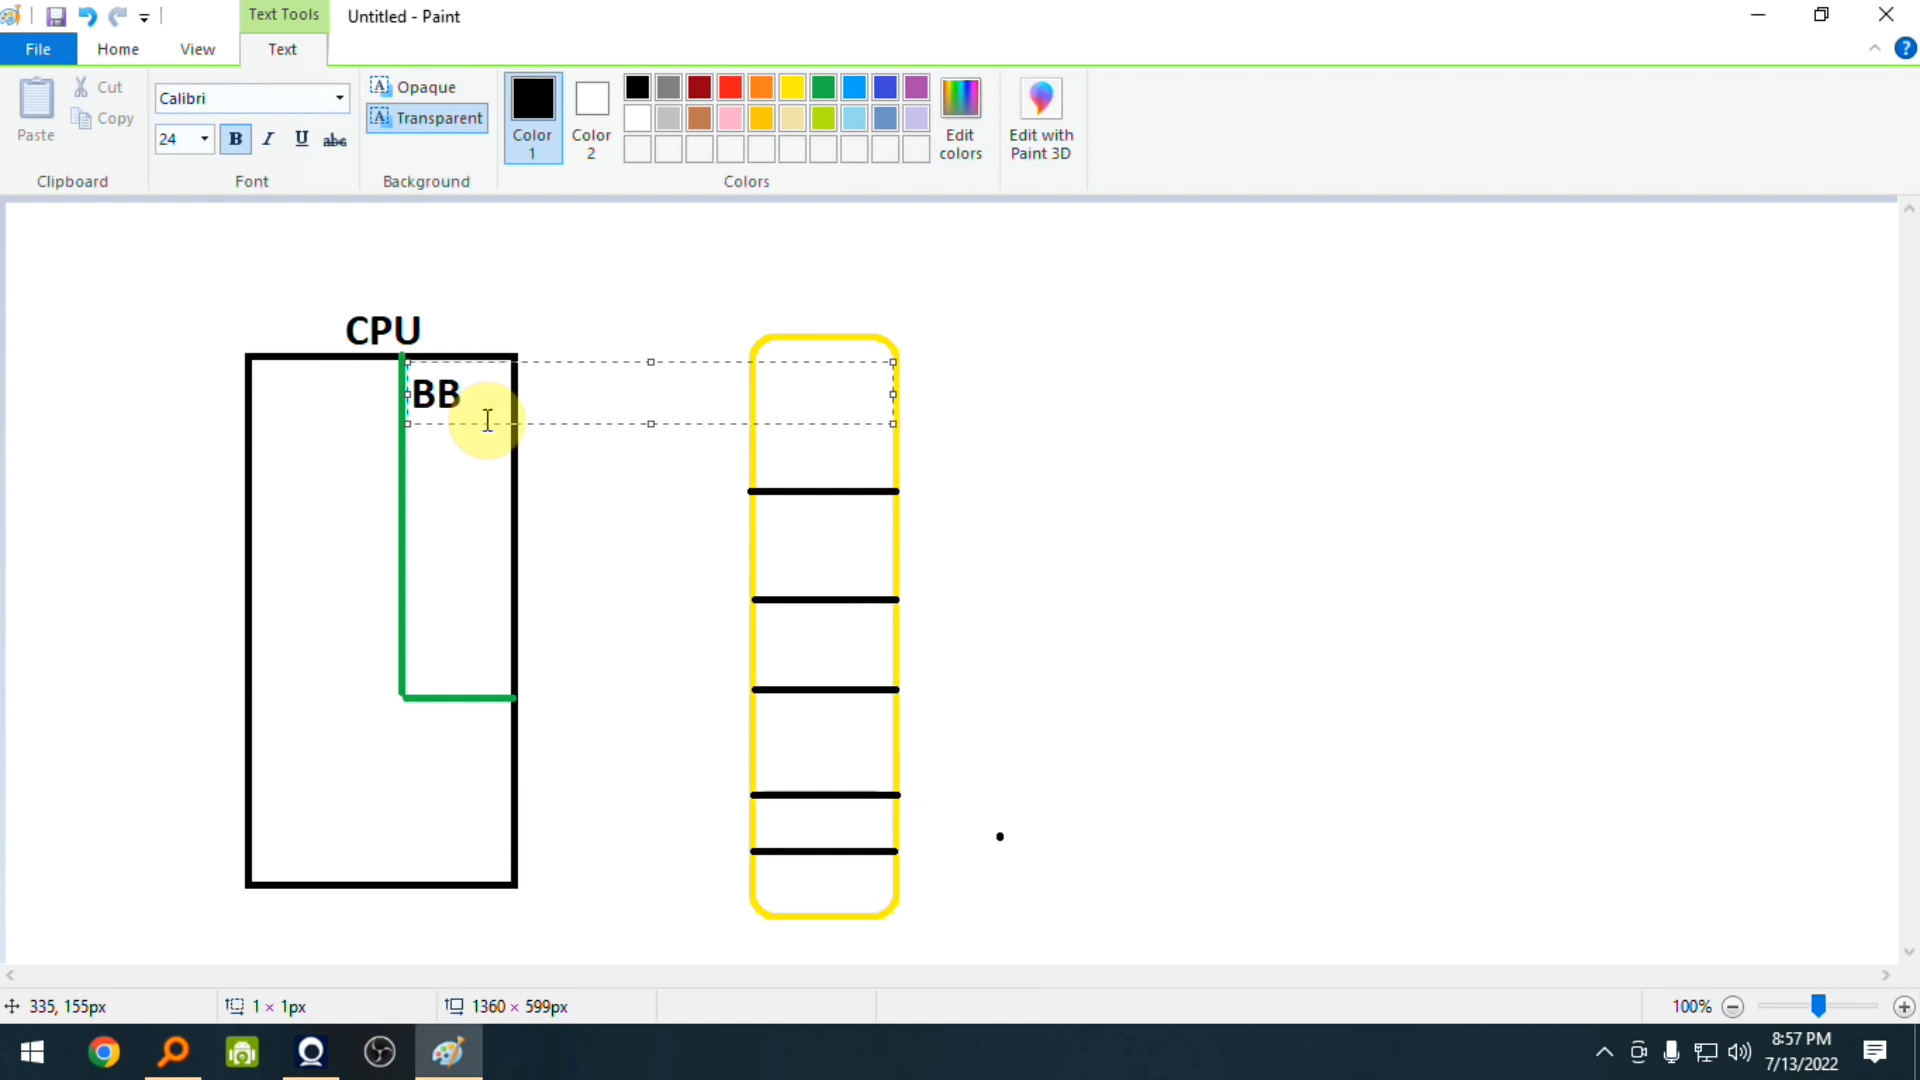 Text Tools
Untitled - Paint
File
Home
View
Text
Paste
Cut
Copy
Clipboard
Calibri
24
B I U abc
Font
A Opaque
A Transparent
Background
Color 1
Color 2
Edit colors
Colors
Edit with Paint 3D
CPU
BB
335, 155px
1 × 1px
1360 × 599px
100%
8:57 PM
7/13/2022